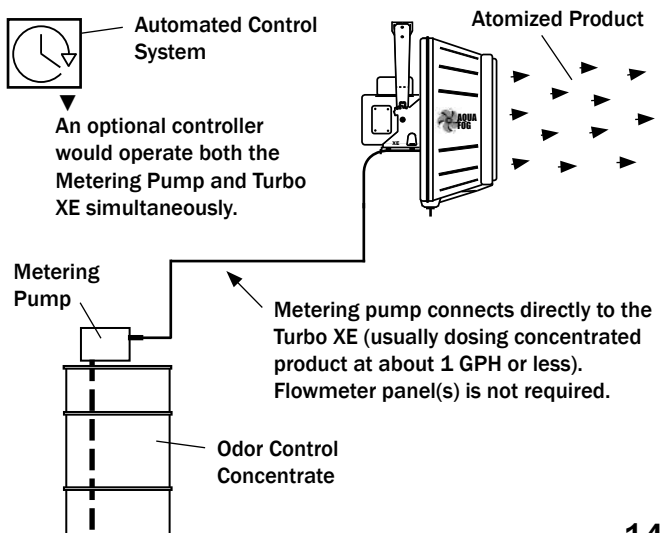 Automated Control
System
Atomized Product
An optional controller
would operate both the
Metering Pump and Turbo
XE simultaneously.
AQUA
FOG
XE
Metering
Pump
Metering pump connects directly to the
Turbo XE (usually dosing concentrated
product at about 1 GPH or less).
Flowmeter panel(s) is not required.
Odor Control
Concentrate
14